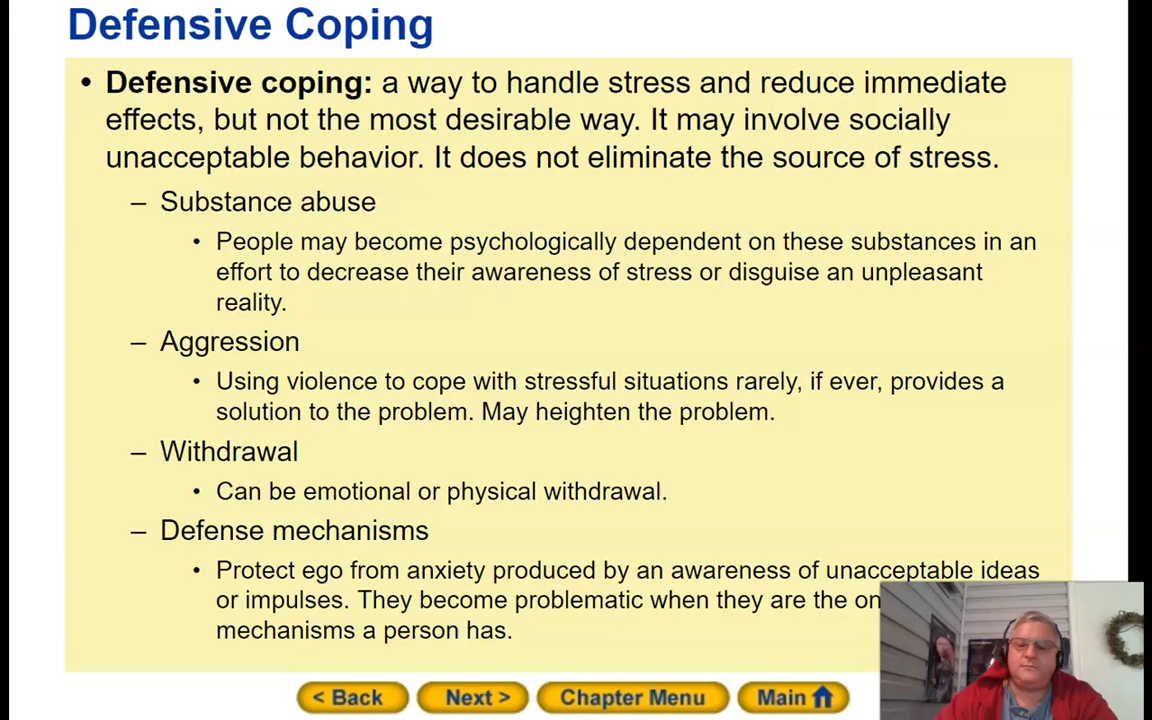 Defensive Coping
• Defensive coping: a way to handle stress and reduce immediate
effects, but not the most desirable way. It may involve socially
unacceptable behavior. It does not eliminate the source of stress.
– Substance abuse
• People may become psychologically dependent on these substances in an
effort to decrease their awareness of stress or disguise an unpleasant
reality.
– Aggression
• Using violence to cope with stressful situations rarely, if ever, provides a
solution to the problem. May heighten the problem.
– Withdrawal
• Can be emotional or physical withdrawal.
– Defense mechanisms
• Protect ego from anxiety produced by an awareness of unacceptable ideas
or impulses. They become problematic when they are the
mechanisms a person has.
< Back Next > Chapter Menu Main